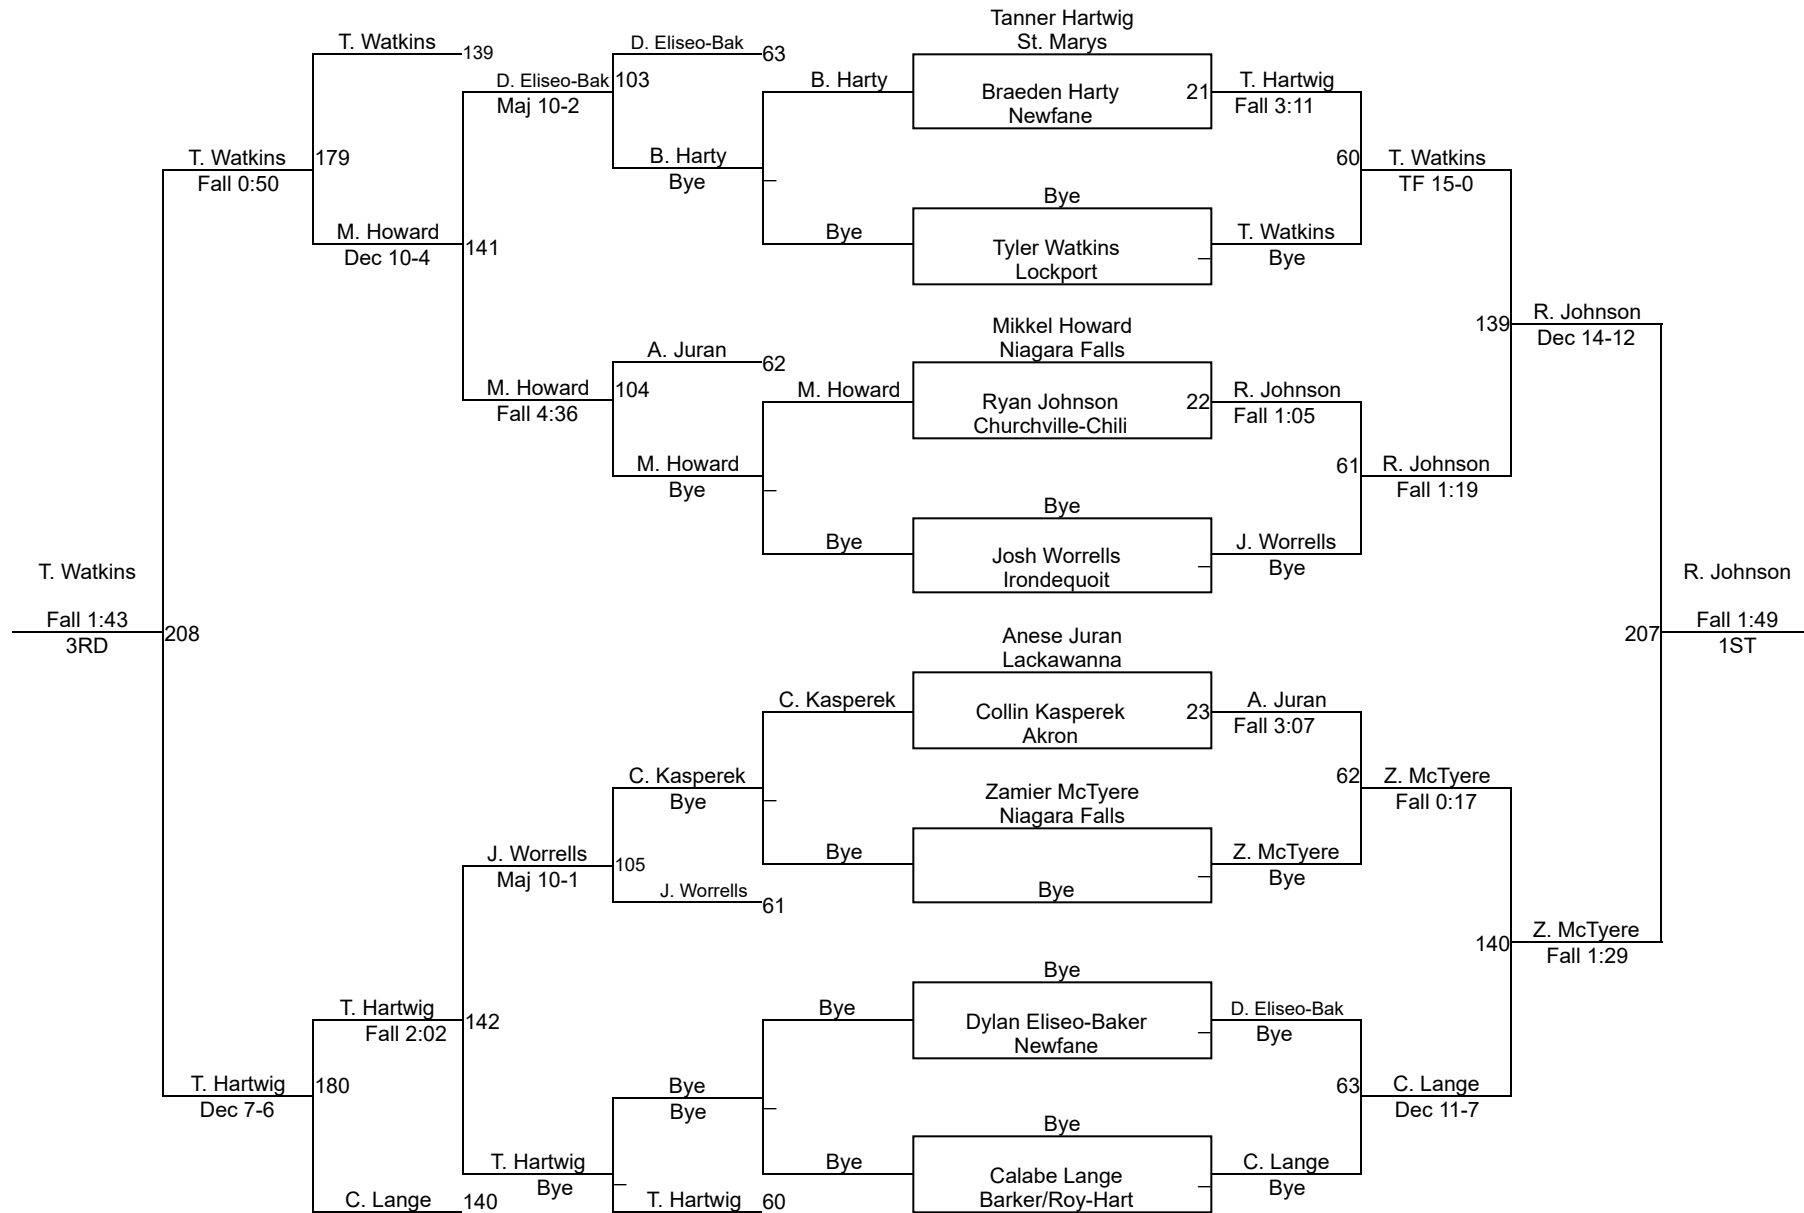 Tanner Hartwig
St. Marys
T. Watkins
139
D. Eliseo-Bak
63
D. Eliseo-Bak
103
Maj 10-2
B. Harty
Braeden Harty
Newfane
21
T. Hartwig
Fall 3:11
T. Watkins
179
Fall 0:50
B. Harty
Bye
60
T. Watkins
TF 15-0
Bye
M. Howard
Dec 10-4
141
Bye
Tyler Watkins
Lockport
T. Watkins
Bye
Mikkel Howard
Niagara Falls
139
R. Johnson
Dec 14-12
A. Juran
62
M. Howard
Fall 4:36
104
M. Howard
Ryan Johnson
Churchville-Chili
22
R. Johnson
Fall 1:05
M. Howard
Bye
61
R. Johnson
Fall 1:19
Bye
Bye
Josh Worrells
Irondequoit
J. Worrells
Bye
T. Watkins
Fall 1:43
3RD
208
R. Johnson
207
Fall 1:49
1ST
Anese Juran
Lackawanna
C. Kasperek
Collin Kasperek
Akron
23
A. Juran
Fall 3:07
C. Kasperek
Bye
Zamier McTyere
Niagara Falls
62
Z. McTyere
Fall 0:17
J. Worrells
Maj 10-1
105
Bye
Bye
Z. McTyere
Bye
J. Worrells
61
140
Z. McTyere
Fall 1:29
Bye
T. Hartwig
Fall 2:02
142
Bye
Dylan Eliseo-Baker
Newfane
D. Eliseo-Bak
Bye
T. Hartwig
Dec 7-6
180
Bye
Bye
63
C. Lange
Dec 11-7
Bye
T. Hartwig
Bye
Bye
Calabe Lange
Barker/Roy-Hart
C. Lange
Bye
C. Lange
140
T. Hartwig
60